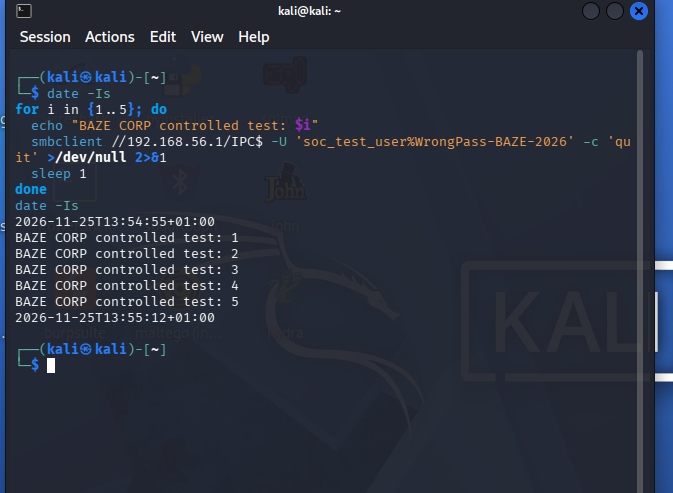 kali@kali: ~
Session Actions Edit View Help
┌──(kali㉿kali)-[~]
└─$ date -Is
for i in {1..5}; do
  echo "BAZE CORP controlled test: $i"
  smbclient //192.168.56.1/IPC$ -U 'soc_test_user%WrongPass-BAZE-2026' -c 'qu
it' >/dev/null 2>&1
  sleep 1
done
date -Is
2026-11-25T13:54:55+01:00
BAZE CORP controlled test: 1
BAZE CORP controlled test: 2
BAZE CORP controlled test: 3
BAZE CORP controlled test: 4
BAZE CORP controlled test: 5
2026-11-25T13:55:12+01:00
┌──(kali㉿kali)-[~]
└─$
KALI